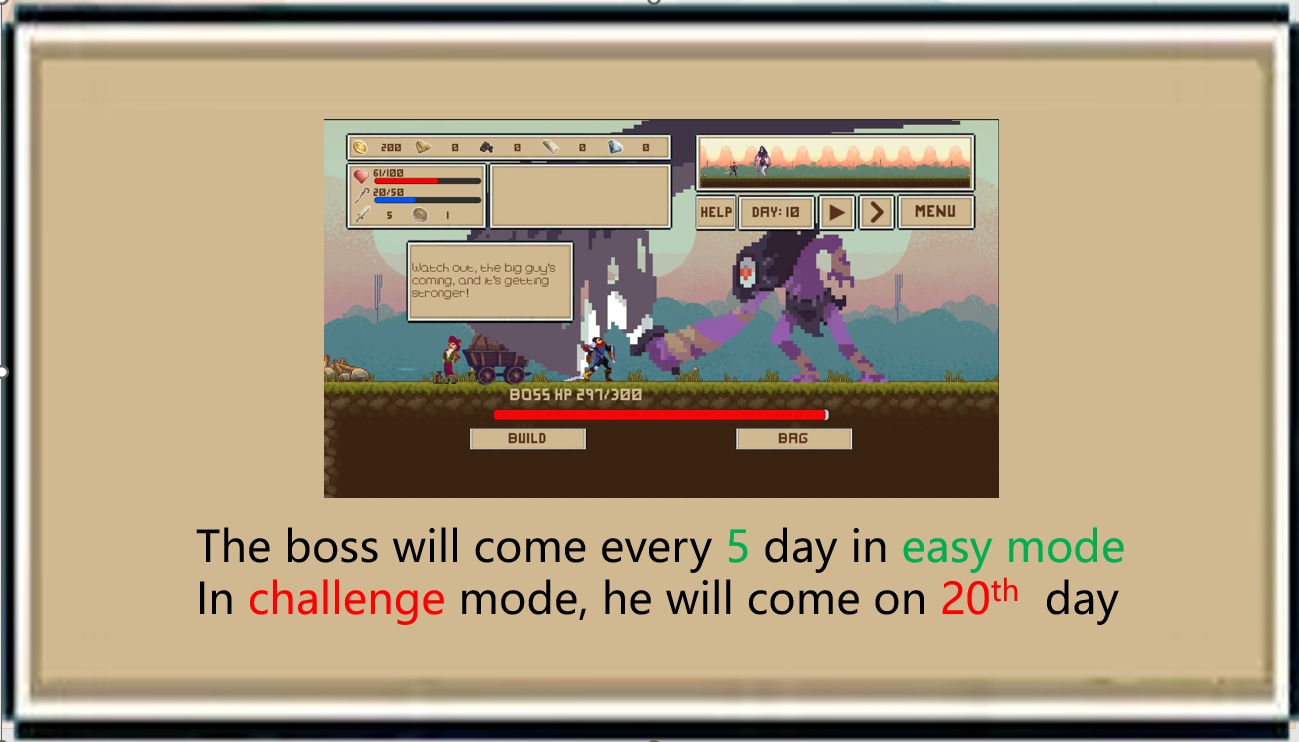 200 0 0 0 0
61/100
20/50
5 1
HELP DAY: 10 MENU
Watch out, the big guy's
coming, and it's getting
stronger!
BOSS HP 297/300
BUILD BAG
The boss will come every 5 day in easy mode
In challenge mode, he will come on 20th day